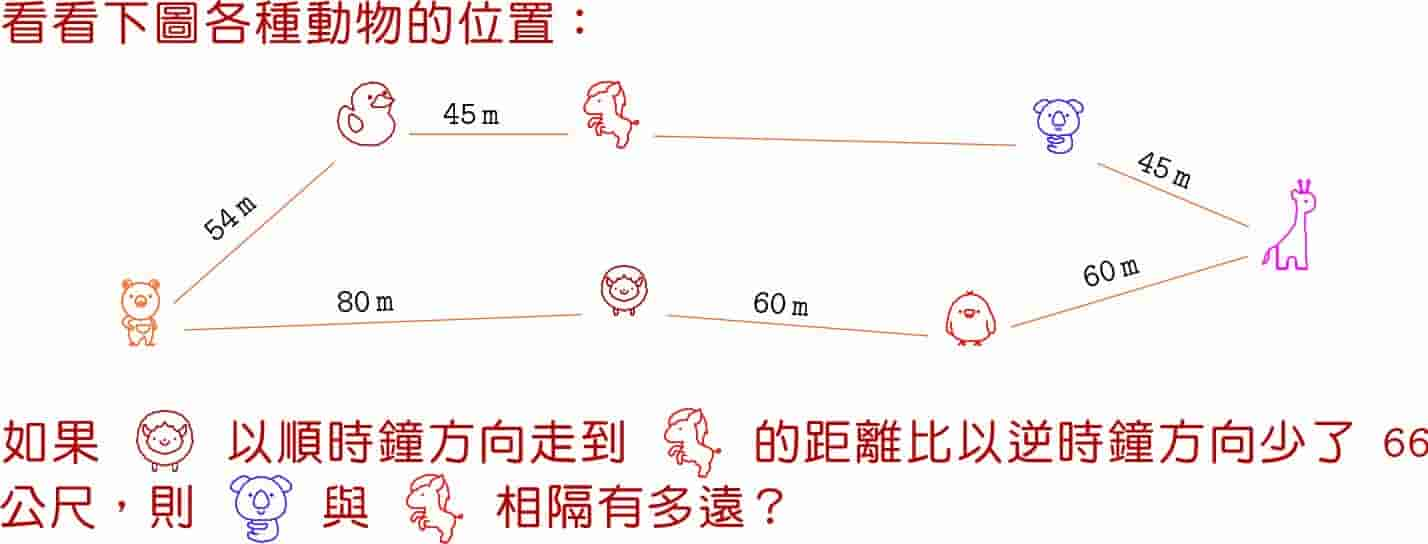 看看下圖各種動物的位置：
45 m
45 m
54 m
60 m
80 m
60 m
如果 以順時鐘方向走到 的距離比以逆時鐘方向少了 66
公尺，則 與 相隔有多遠？